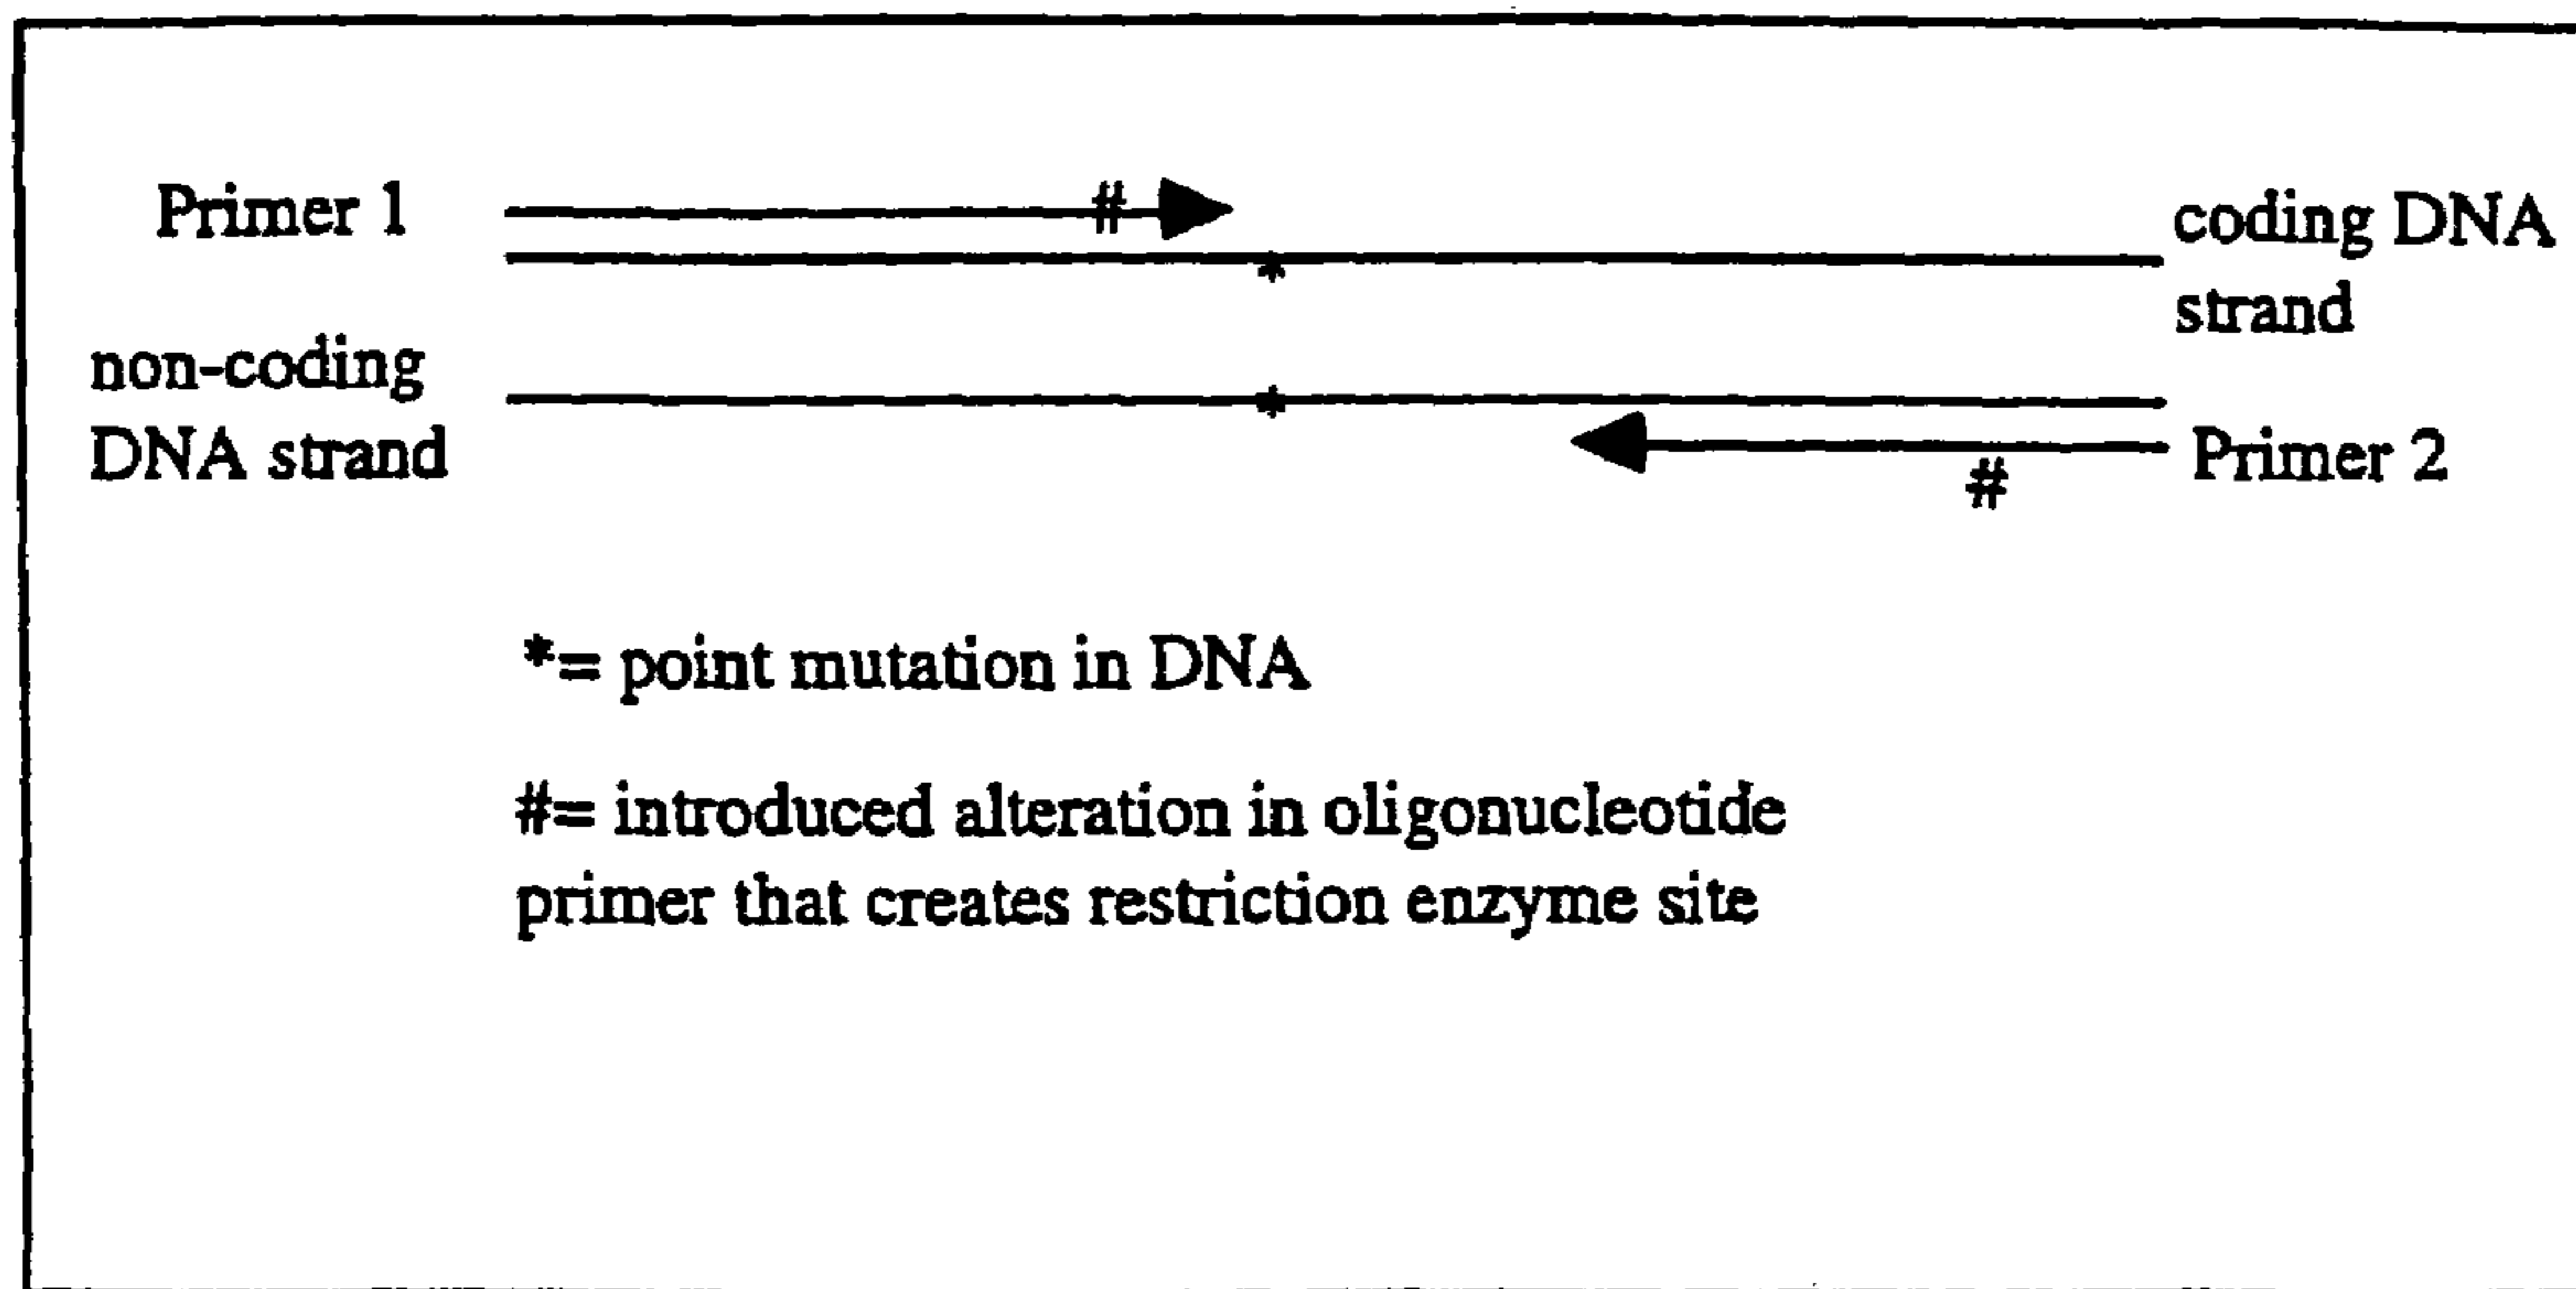 Primer 1
#
coding DNA
strand
*
non-coding
DNA strand
*
Primer 2
#
*= point mutation in DNA
#= introduced alteration in oligonucleotide
primer that creates restriction enzyme site